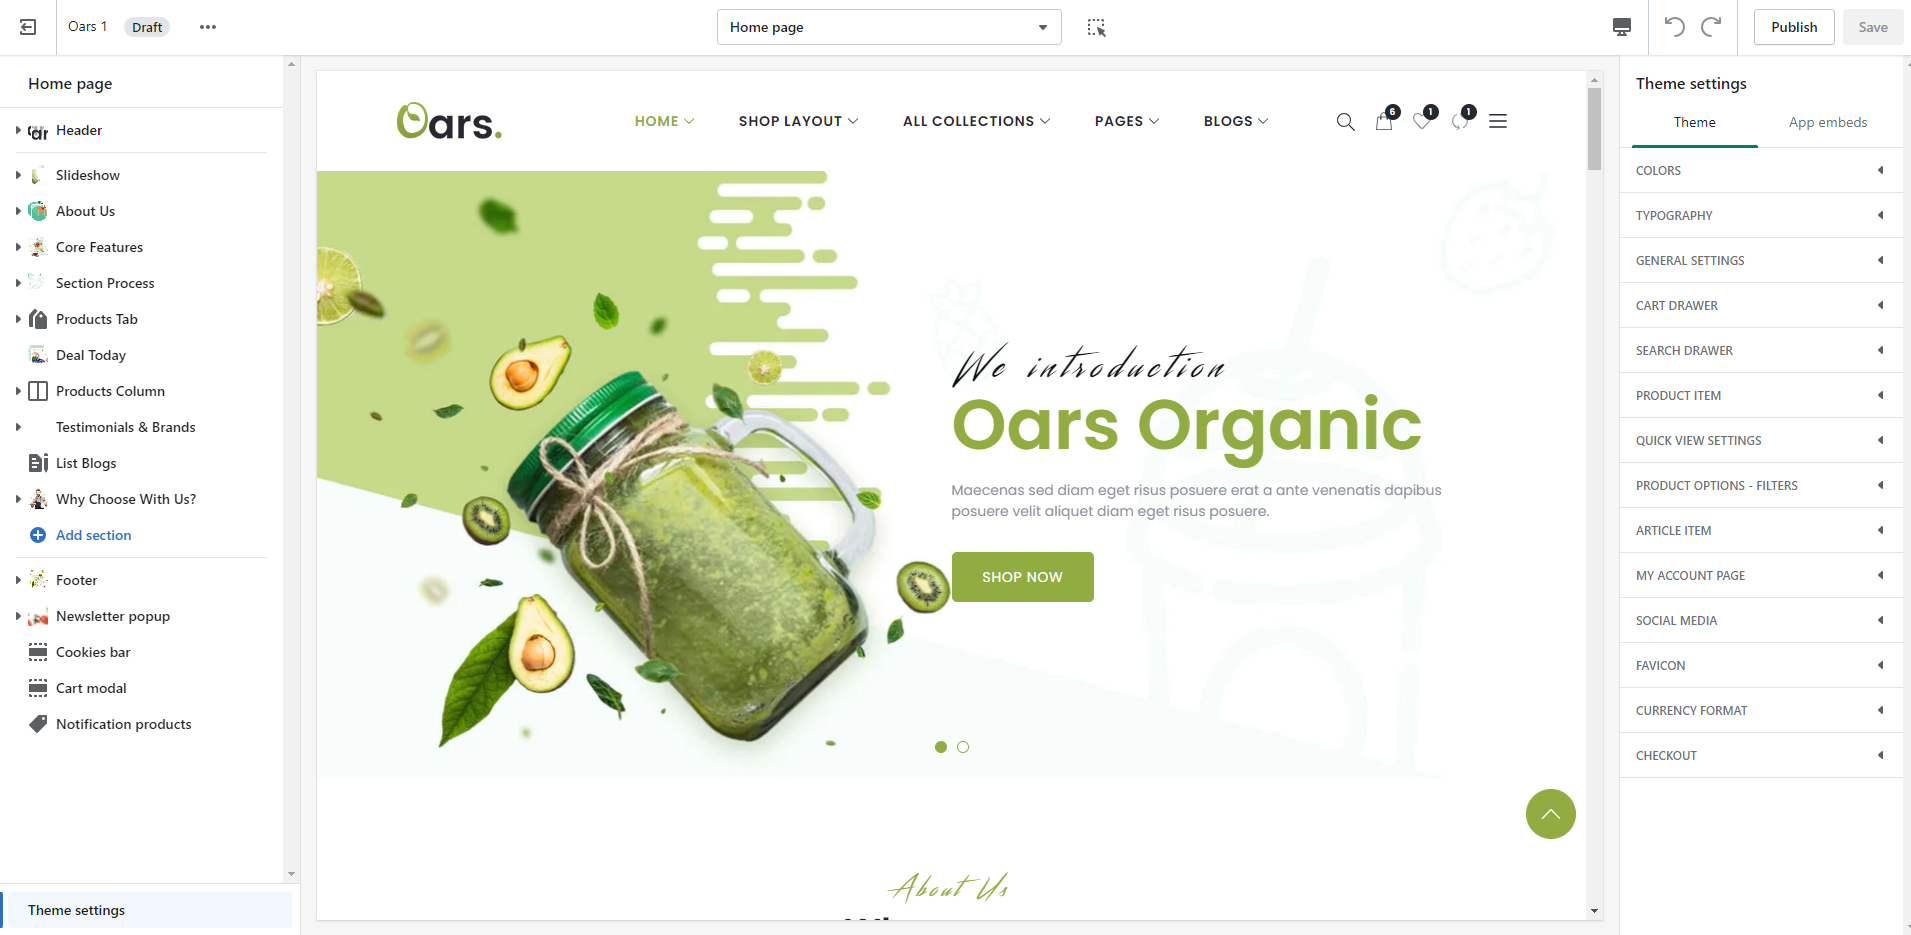 Oars 1
Draft
Home page
Publish
Save
Home page
Header
Slideshow
About Us
Core Features
Section Process
Products Tab
Deal Today
Products Column
Testimonials & Brands
List Blogs
Why Choose With Us?
Add section
Footer
Newsletter popup
Cookies bar
Cart modal
Notification products
Theme settings
Oars.
HOME
SHOP LAYOUT
ALL COLLECTIONS
PAGES
BLOGS
6
1
1
We introduction
Oars Organic
Maecenas sed diam eget risus posuere erat a ante venenatis dapibus
posuere velit aliquet diam eget risus posuere.
SHOP NOW
About Us
Theme settings
Theme
App embeds
COLORS
TYPOGRAPHY
GENERAL SETTINGS
CART DRAWER
SEARCH DRAWER
PRODUCT ITEM
QUICK VIEW SETTINGS
PRODUCT OPTIONS - FILTERS
ARTICLE ITEM
MY ACCOUNT PAGE
SOCIAL MEDIA
FAVICON
CURRENCY FORMAT
CHECKOUT